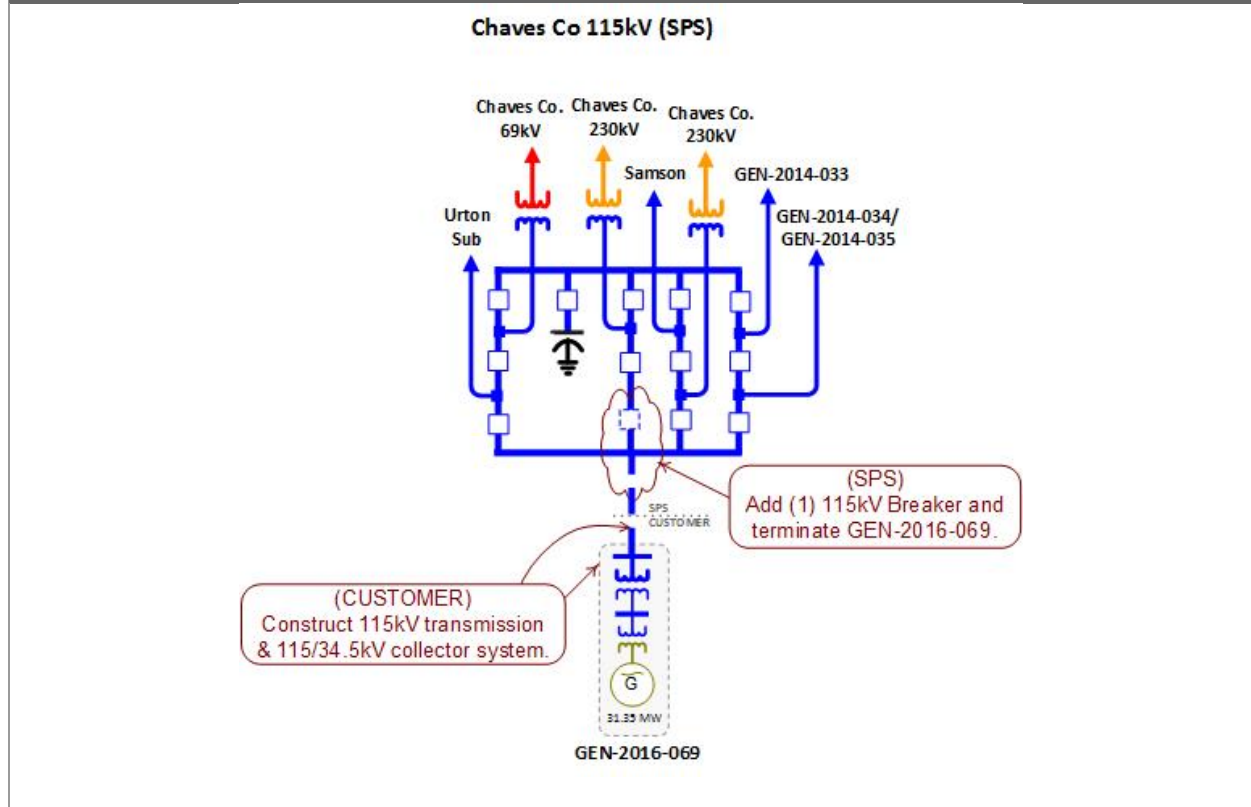 Chaves Co 115kV (SPS)
Chaves Co.
69kV
Chaves Co.
230kV
Chaves Co.
230kV
Samson
GEN-2014-033
Urton
Sub
GEN-2014-034/
GEN-2014-035
(SPS)
Add (1) 115kV Breaker and
terminate GEN-2016-069.
SPS
CUSTOMER
(CUSTOMER)
Construct 115kV transmission
& 115/34.5kV collector system.
G
31.35 MW
GEN-2016-069